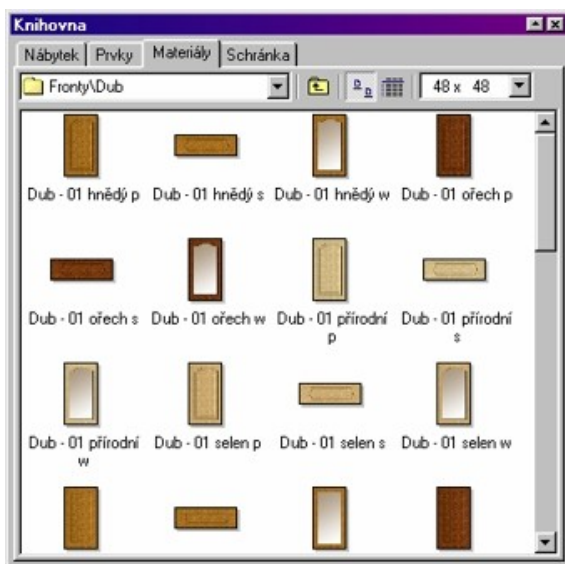 Knihovna
Nábytek Prvky Materiály Schránka
Fronty\Dub 48 x 48
Dub - 01 hnědý p Dub - 01 hnědý s Dub - 01 hnědý w Dub - 01 ořech p
Dub - 01 ořech s Dub - 01 ořech w Dub - 01 přírodní p Dub - 01 přírodní s
Dub - 01 přírodní w Dub - 01 selen p Dub - 01 selen s Dub - 01 selen w